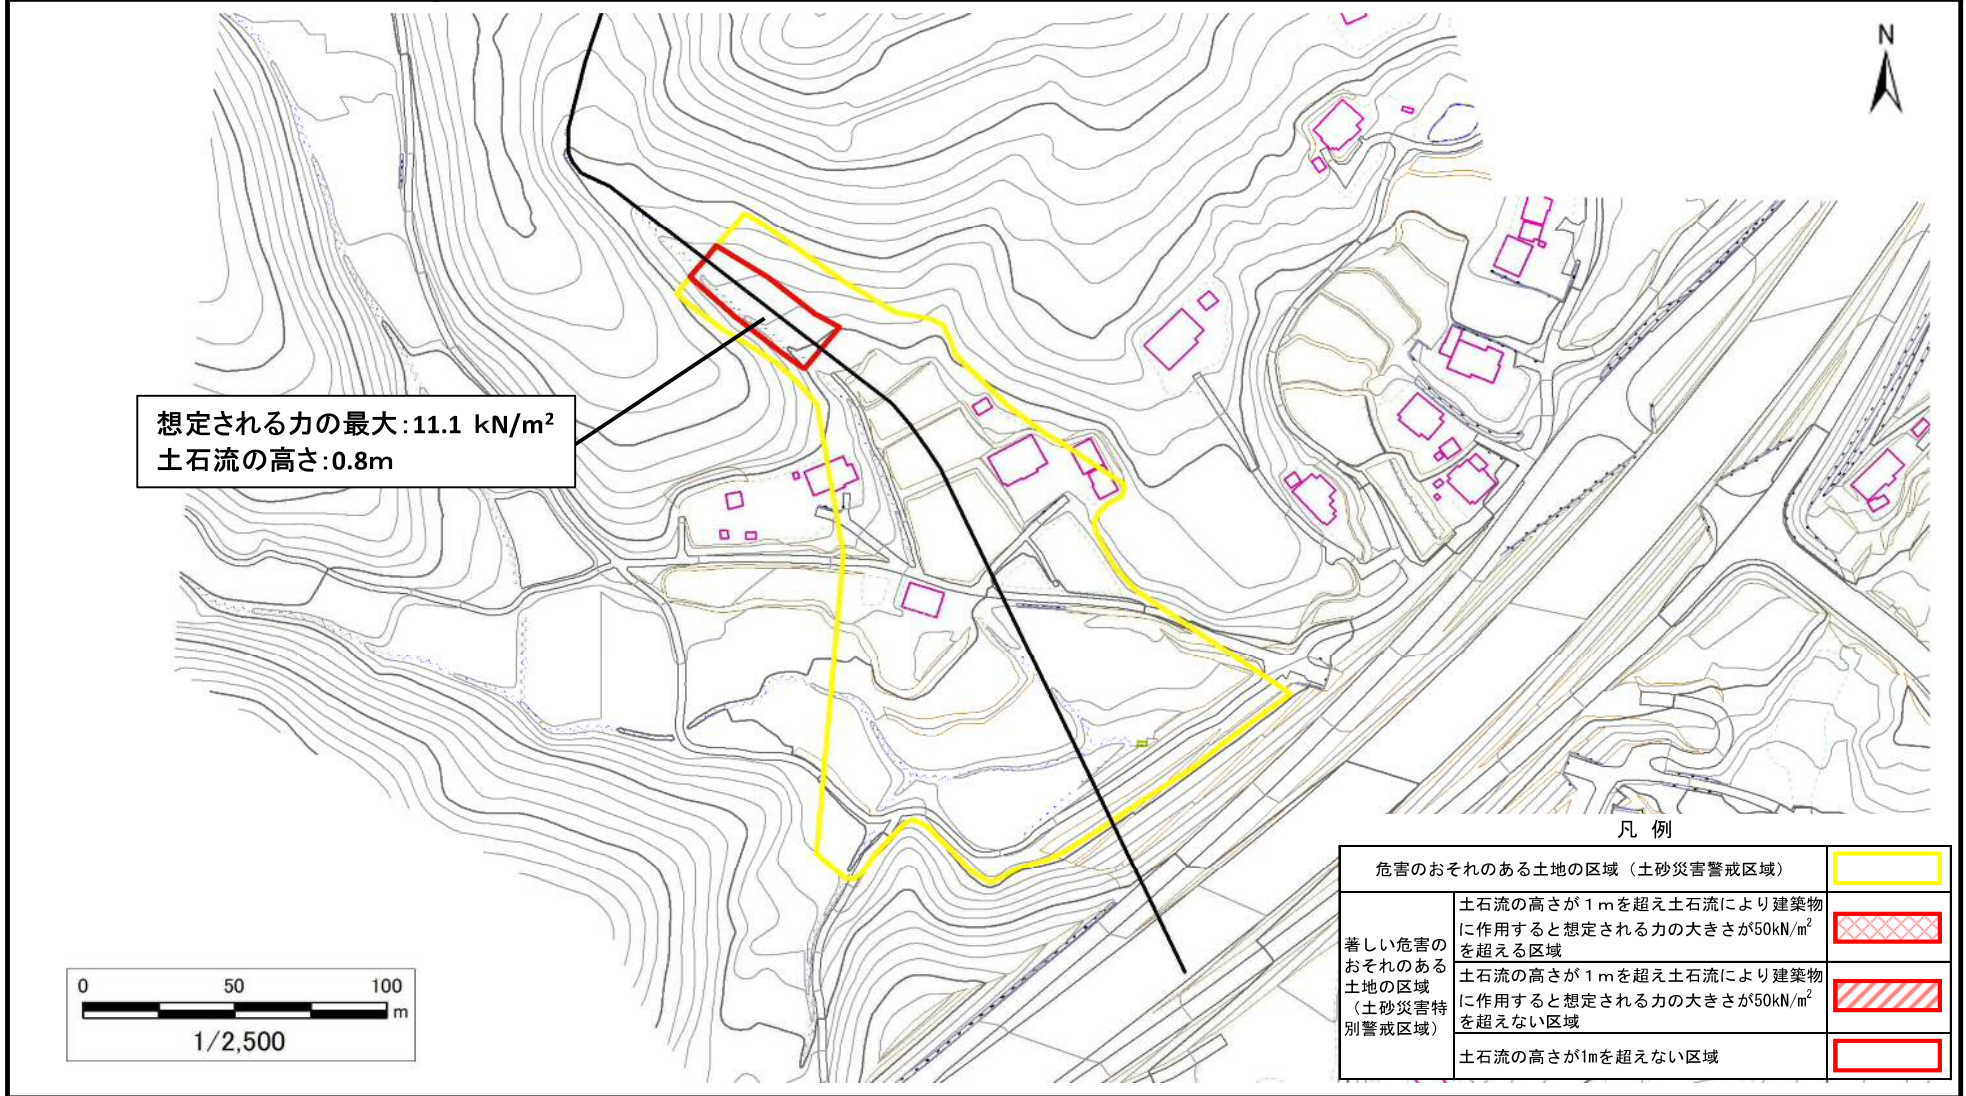 N
想定される力の最大:11.1 kN/m²
土石流の高さ:0.8m
0 50 100
m
1/2,500
凡 例
危害のおそれのある土地の区域（土砂災害警戒区域）
著しい危害の
おそれのある
土地の区域
（土砂災害特
別警戒区域）
土石流の高さが１ｍを超え土石流により建築物
に作用すると想定される力の大きさが50kN/m²
を超える区域
土石流の高さが１ｍを超え土石流により建築物
に作用すると想定される力の大きさが50kN/m²
を超えない区域
土石流の高さが1mを超えない区域